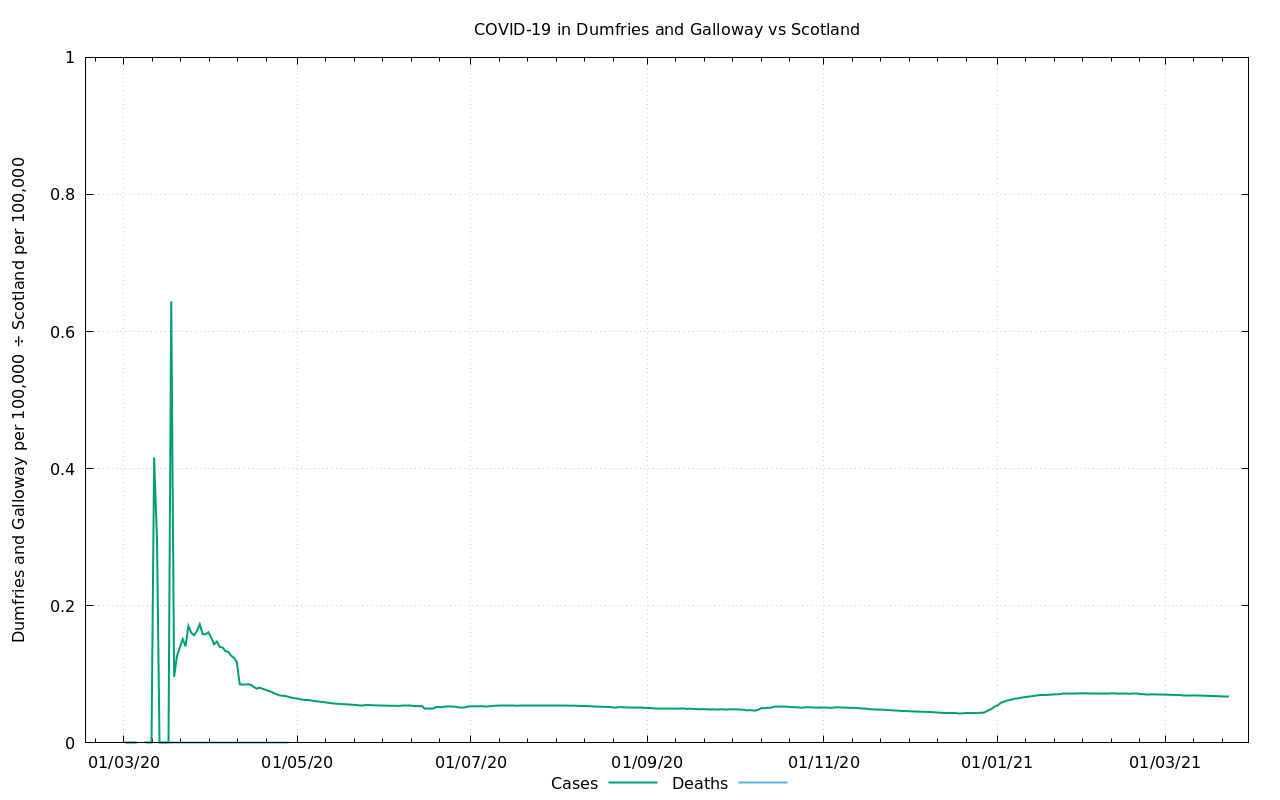 COVID-19 in Dumfries and Galloway vs Scotland
Dumfries and Galloway per 100,000 ÷ Scotland per 100,000
1
0.8
0.6
0.4
0.2
0
01/03/20 01/05/20 01/07/20 01/09/20 01/11/20 01/01/21 01/03/21
Cases Deaths